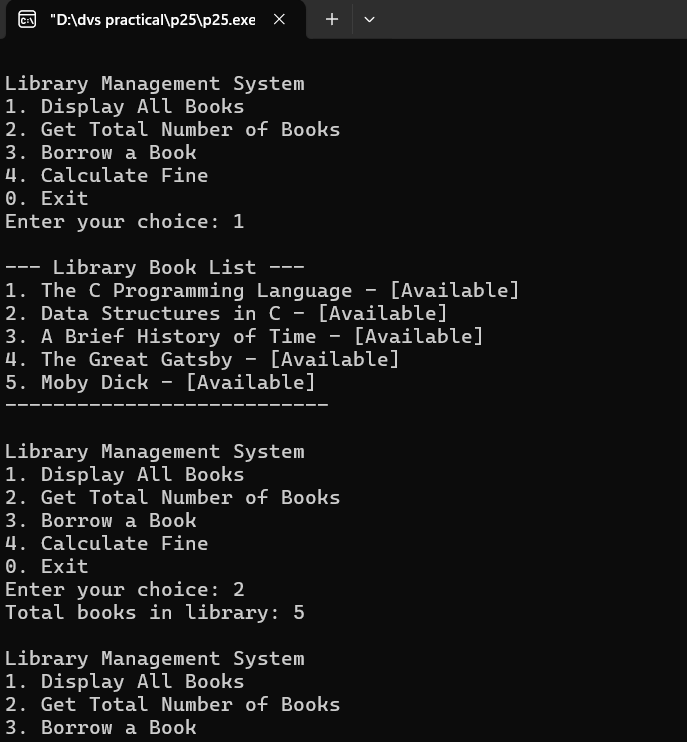 "D:\dvs practical\p25\p25.exe
Library Management System
1. Display All Books
2. Get Total Number of Books
3. Borrow a Book
4. Calculate Fine
0. Exit
Enter your choice: 1
--- Library Book List ---
1. The C Programming Language - [Available]
2. Data Structures in C - [Available]
3. A Brief History of Time - [Available]
4. The Great Gatsby - [Available]
5. Moby Dick - [Available]
---------------------------
Library Management System
1. Display All Books
2. Get Total Number of Books
3. Borrow a Book
4. Calculate Fine
0. Exit
Enter your choice: 2
Total books in library: 5
Library Management System
1. Display All Books
2. Get Total Number of Books
3. Borrow a Book